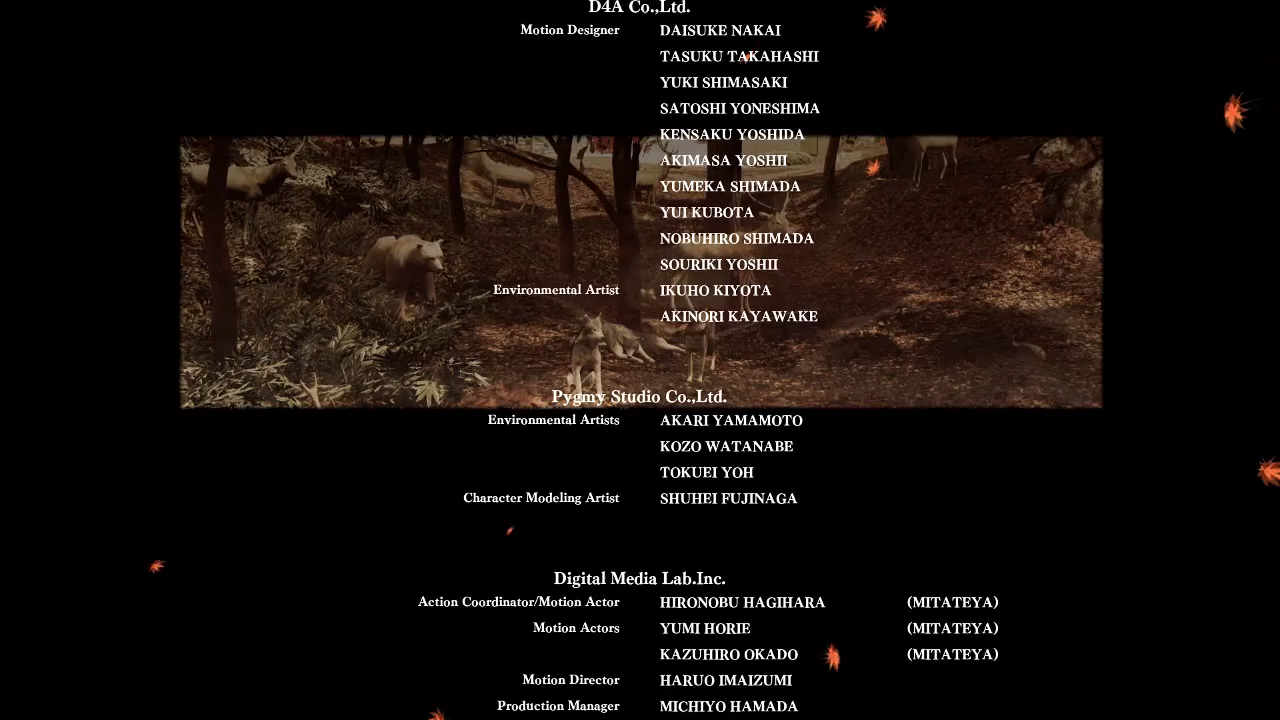 D4A Co.,Ltd.
Motion Designer DAISUKE NAKAI
TASUKU TAKAHASHI
YUKI SHIMASAKI
SATOSHI YONESHIMA
KENSAKU YOSHIDA
AKIMASA YOSHII
YUMEKA SHIMADA
YUI KUBOTA
NOBUHIRO SHIMADA
SOURIKI YOSHII
Environmental Artist IKUHO KIYOTA
AKINORI KAYAWAKE
Pygmy Studio Co.,Ltd.
Environmental Artists AKARI YAMAMOTO
KOZO WATANABE
TOKUEI YOH
Character Modeling Artist SHUHEI FUJINAGA
Digital Media Lab.Inc.
Action Coordinator/Motion Actor HIRONOBU HAGIHARA (MITATEYA)
Motion Actors YUMI HORIE (MITATEYA)
KAZUHIRO OKADO (MITATEYA)
Motion Director HARUO IMAIZUMI
Production Manager MICHIYO HAMADA